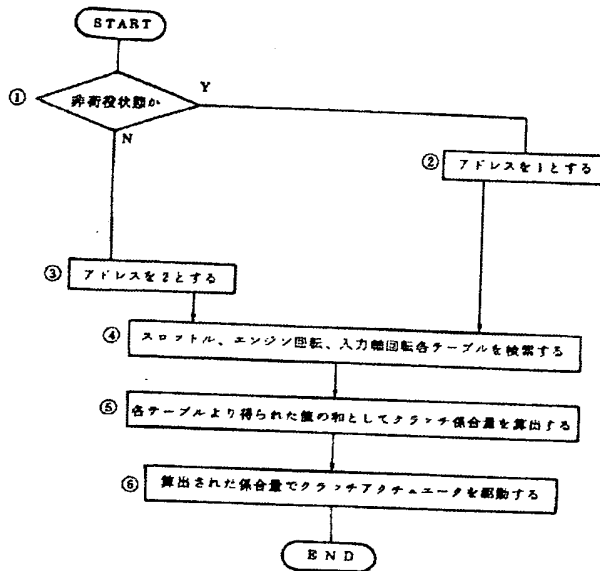 START
① 非荷役状態か
Y
N
② アドレスを1とする
③ アドレスを2とする
④ スロットル、エンジン回転、入力軸回転各テーブルを検索する
⑤ 各テーブルより得られた値の和としてクラッチ係合量を算出する
⑥ 算出された係合量でクラッチアクチュエータを駆動する
END